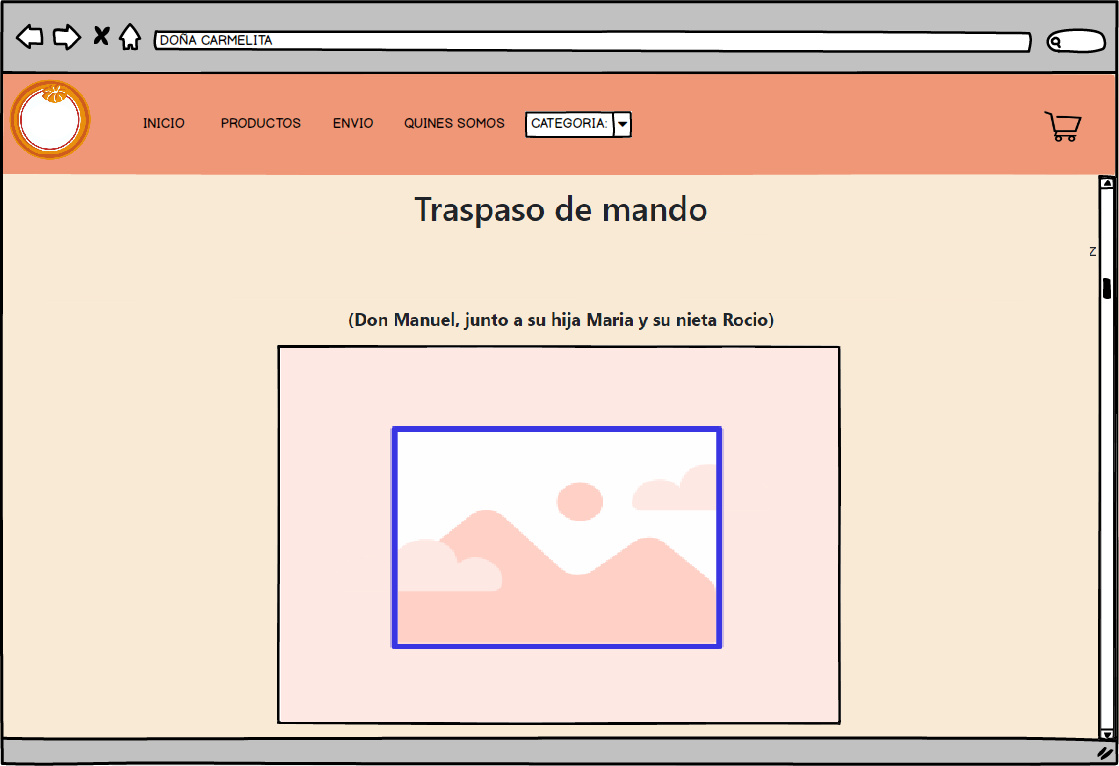 DOÑA CARMELITA
INICIO PRODUCTOS ENVIO QUINES SOMOS CATEGORIA:
Traspaso de mando
z
(Don Manuel, junto a su hija Maria y su nieta Rocio)